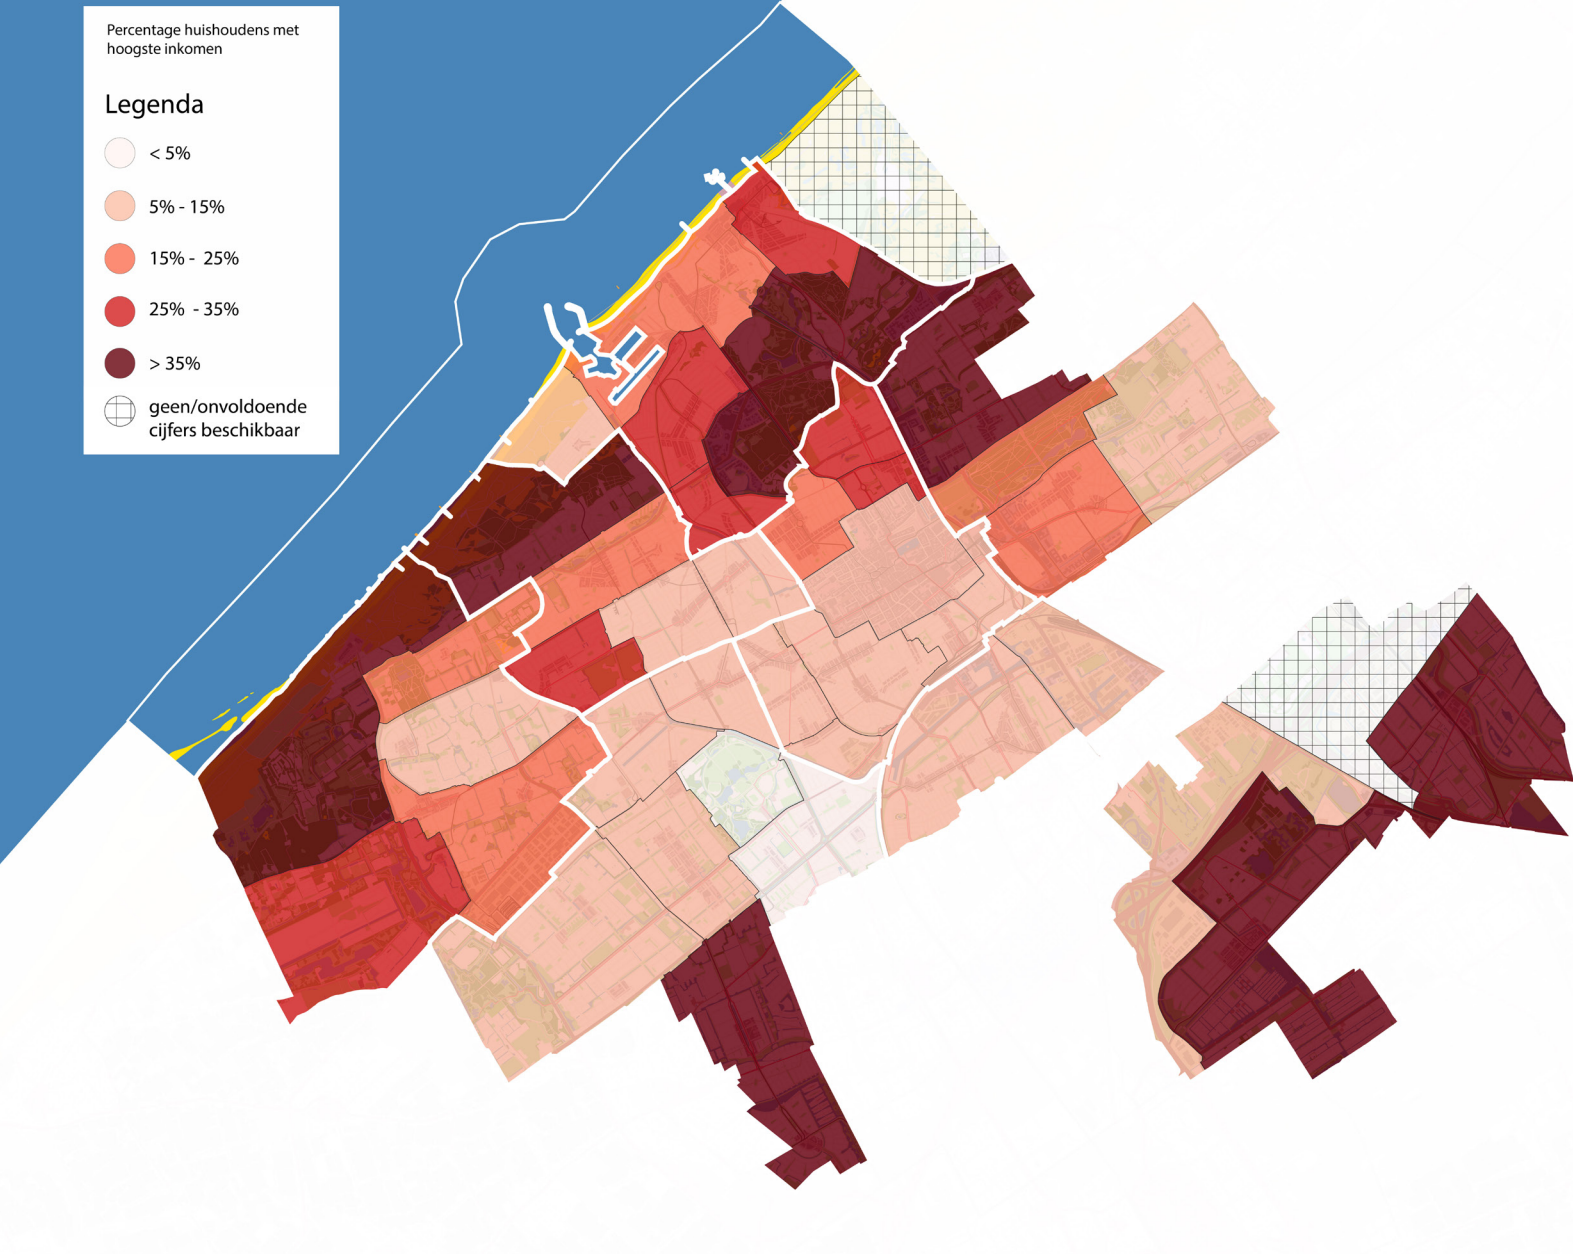 Percentage huishoudens met
hoogste inkomen
Legenda
< 5%
5% - 15%
15% - 25%
25% - 35%
> 35%
geen/onvoldoende
cijfers beschikbaar